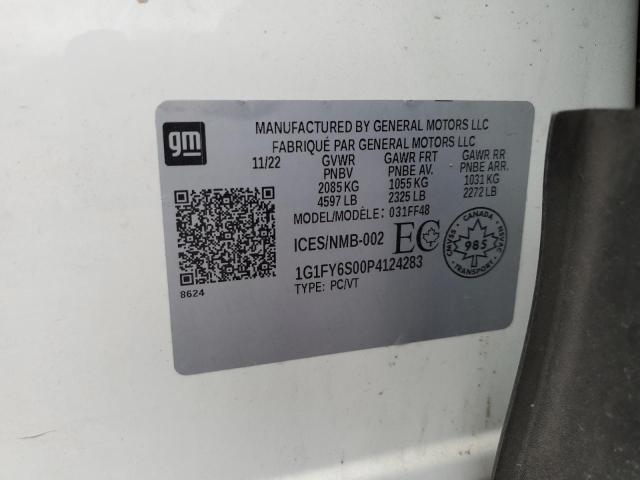 gm
MANUFACTURED BY GENERAL MOTORS LLC
FABRIQUÉ PAR GENERAL MOTORS LLC
11/22 GVWR GAWR FRT GAWR RR
PNBV PNBE AV. PNBE ARR.
2085 KG 1055 KG 1031 KG
4597 LB 2325 LB 2272 LB
MODEL/MODÈLE: 031FF48
ICES/NMB-002 EC
CANADA
CMVSS 985 NSVAC
TRANSPORT
1G1FY6S00P4124283
8624 TYPE: PC/VT